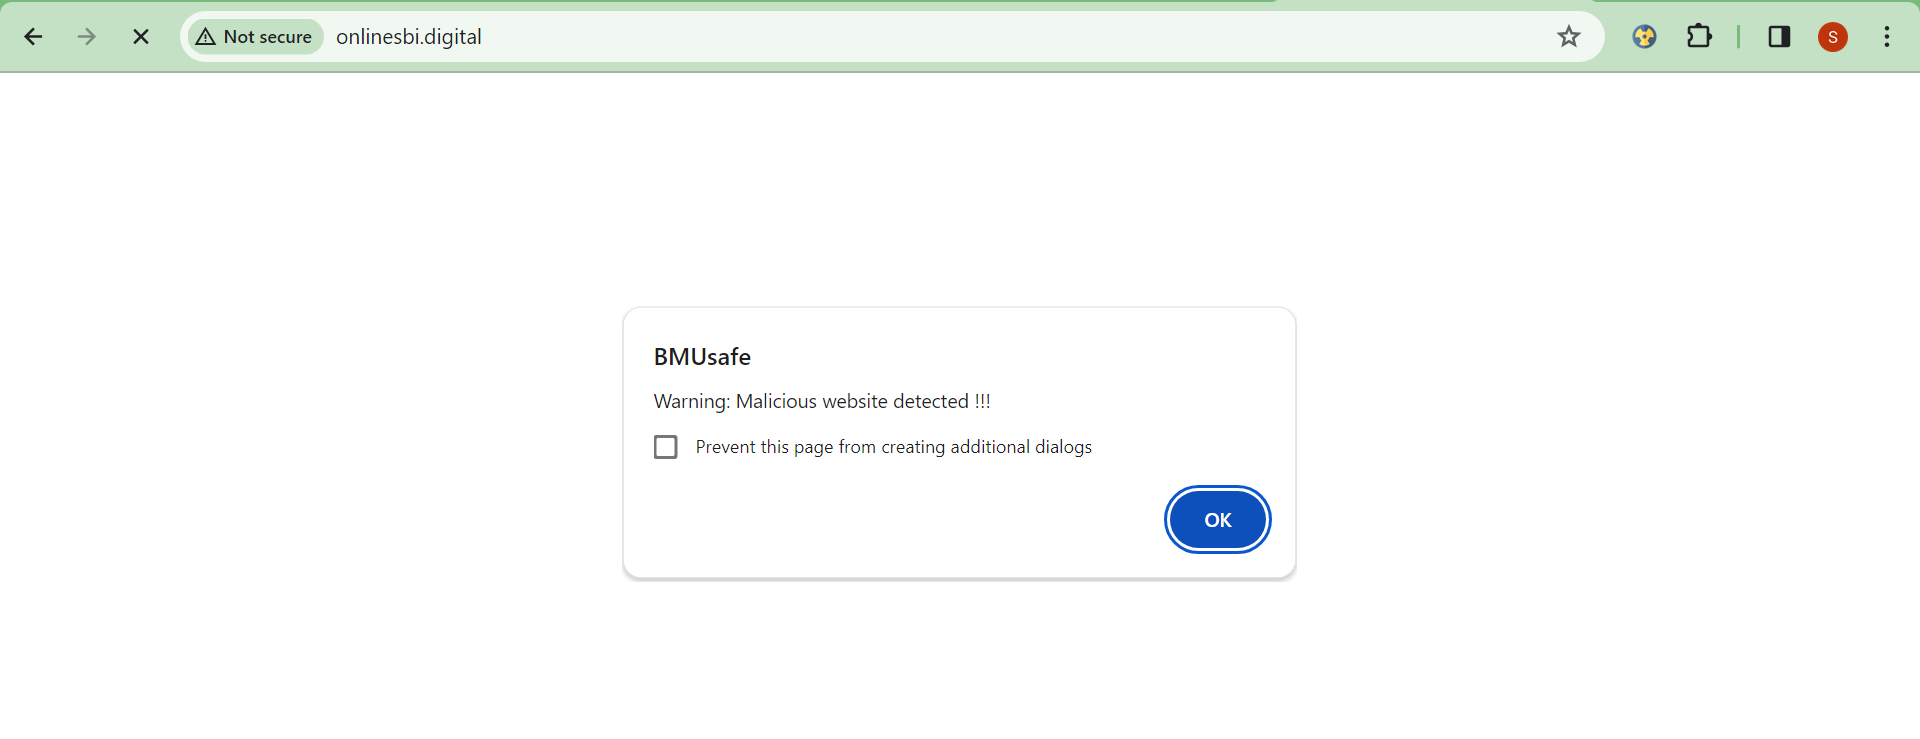 Not secure onlinesbi.digital S
BMUsafe
Warning: Malicious website detected !!!
Prevent this page from creating additional dialogs
OK